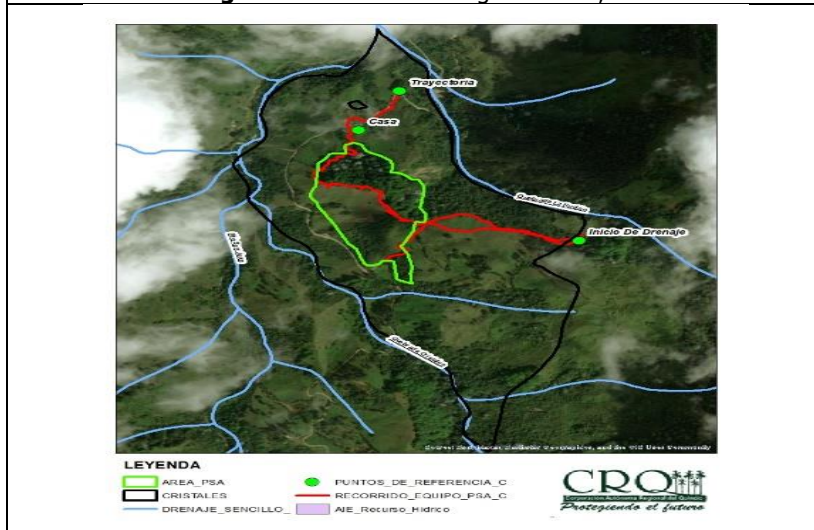 Trayectoria
Casa
Inicio De Drenaje
LEYENDA
AREA_PSA
CRISTALES
DRENAJE_SENCILLO_
PUNTOS_DE_REFERENCIA_C
RECORRIDO_EQUIPO_PSA_C
AIE_Recurso_Hidrico
CRQ
Corporación Autónoma Regional del Quindío
Protegiendo el futuro